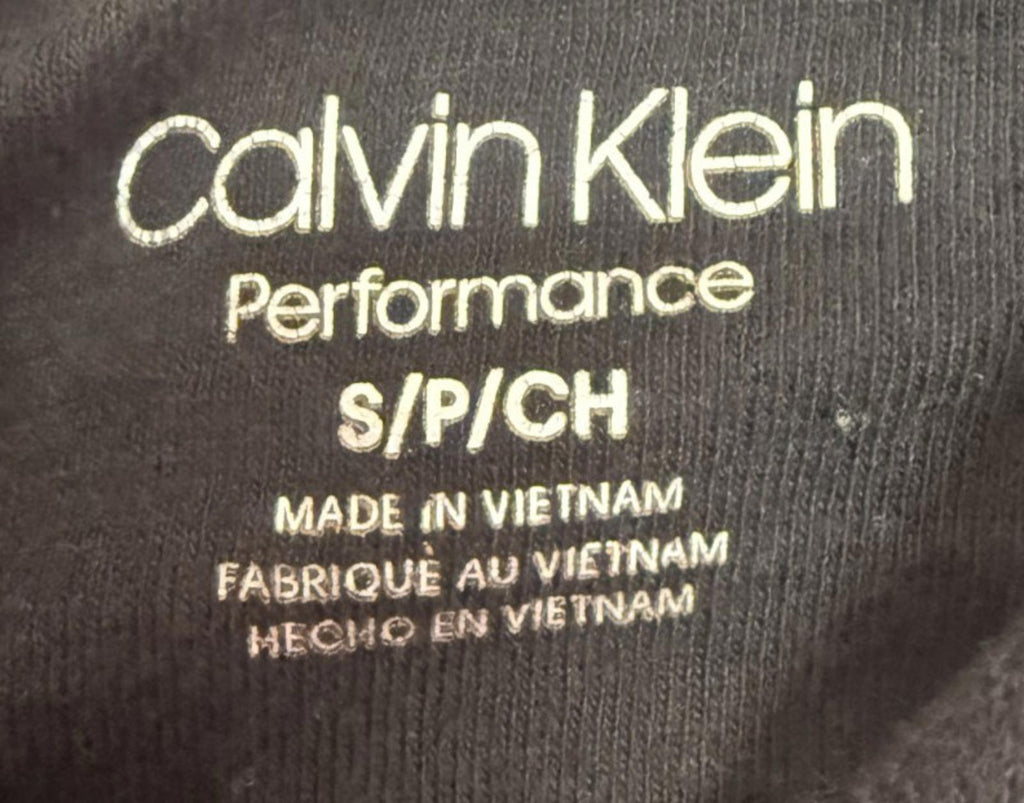 Calvin Klein
Performance
S/P/CH
MADE IN VIETNAM
FABRIQUÉ AU VIETNAM
HECHO EN VIETNAM